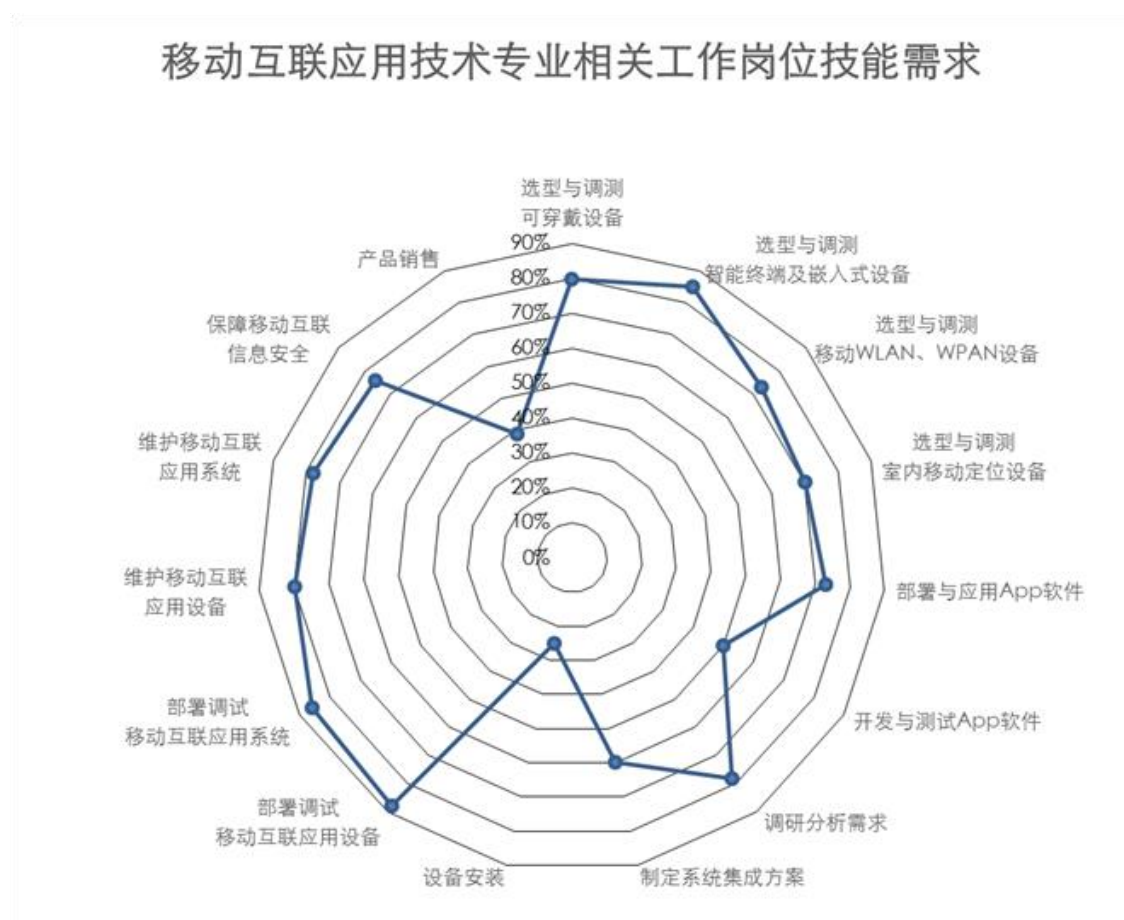 移动互联应用技术专业相关工作岗位技能需求
选型与调测
可穿戴设备
选型与调测
智能终端及嵌入式设备
选型与调测
移动WLAN、WPAN设备
选型与调测
室内移动定位设备
部署与应用App软件
开发与测试App软件
调研分析需求
制定系统集成方案
设备安装
部署调试
移动互联应用设备
部署调试
移动互联应用系统
维护移动互联
应用设备
维护移动互联
应用系统
保障移动互联
信息安全
产品销售
90%
80%
70%
60%
50%
40%
30%
20%
10%
0%